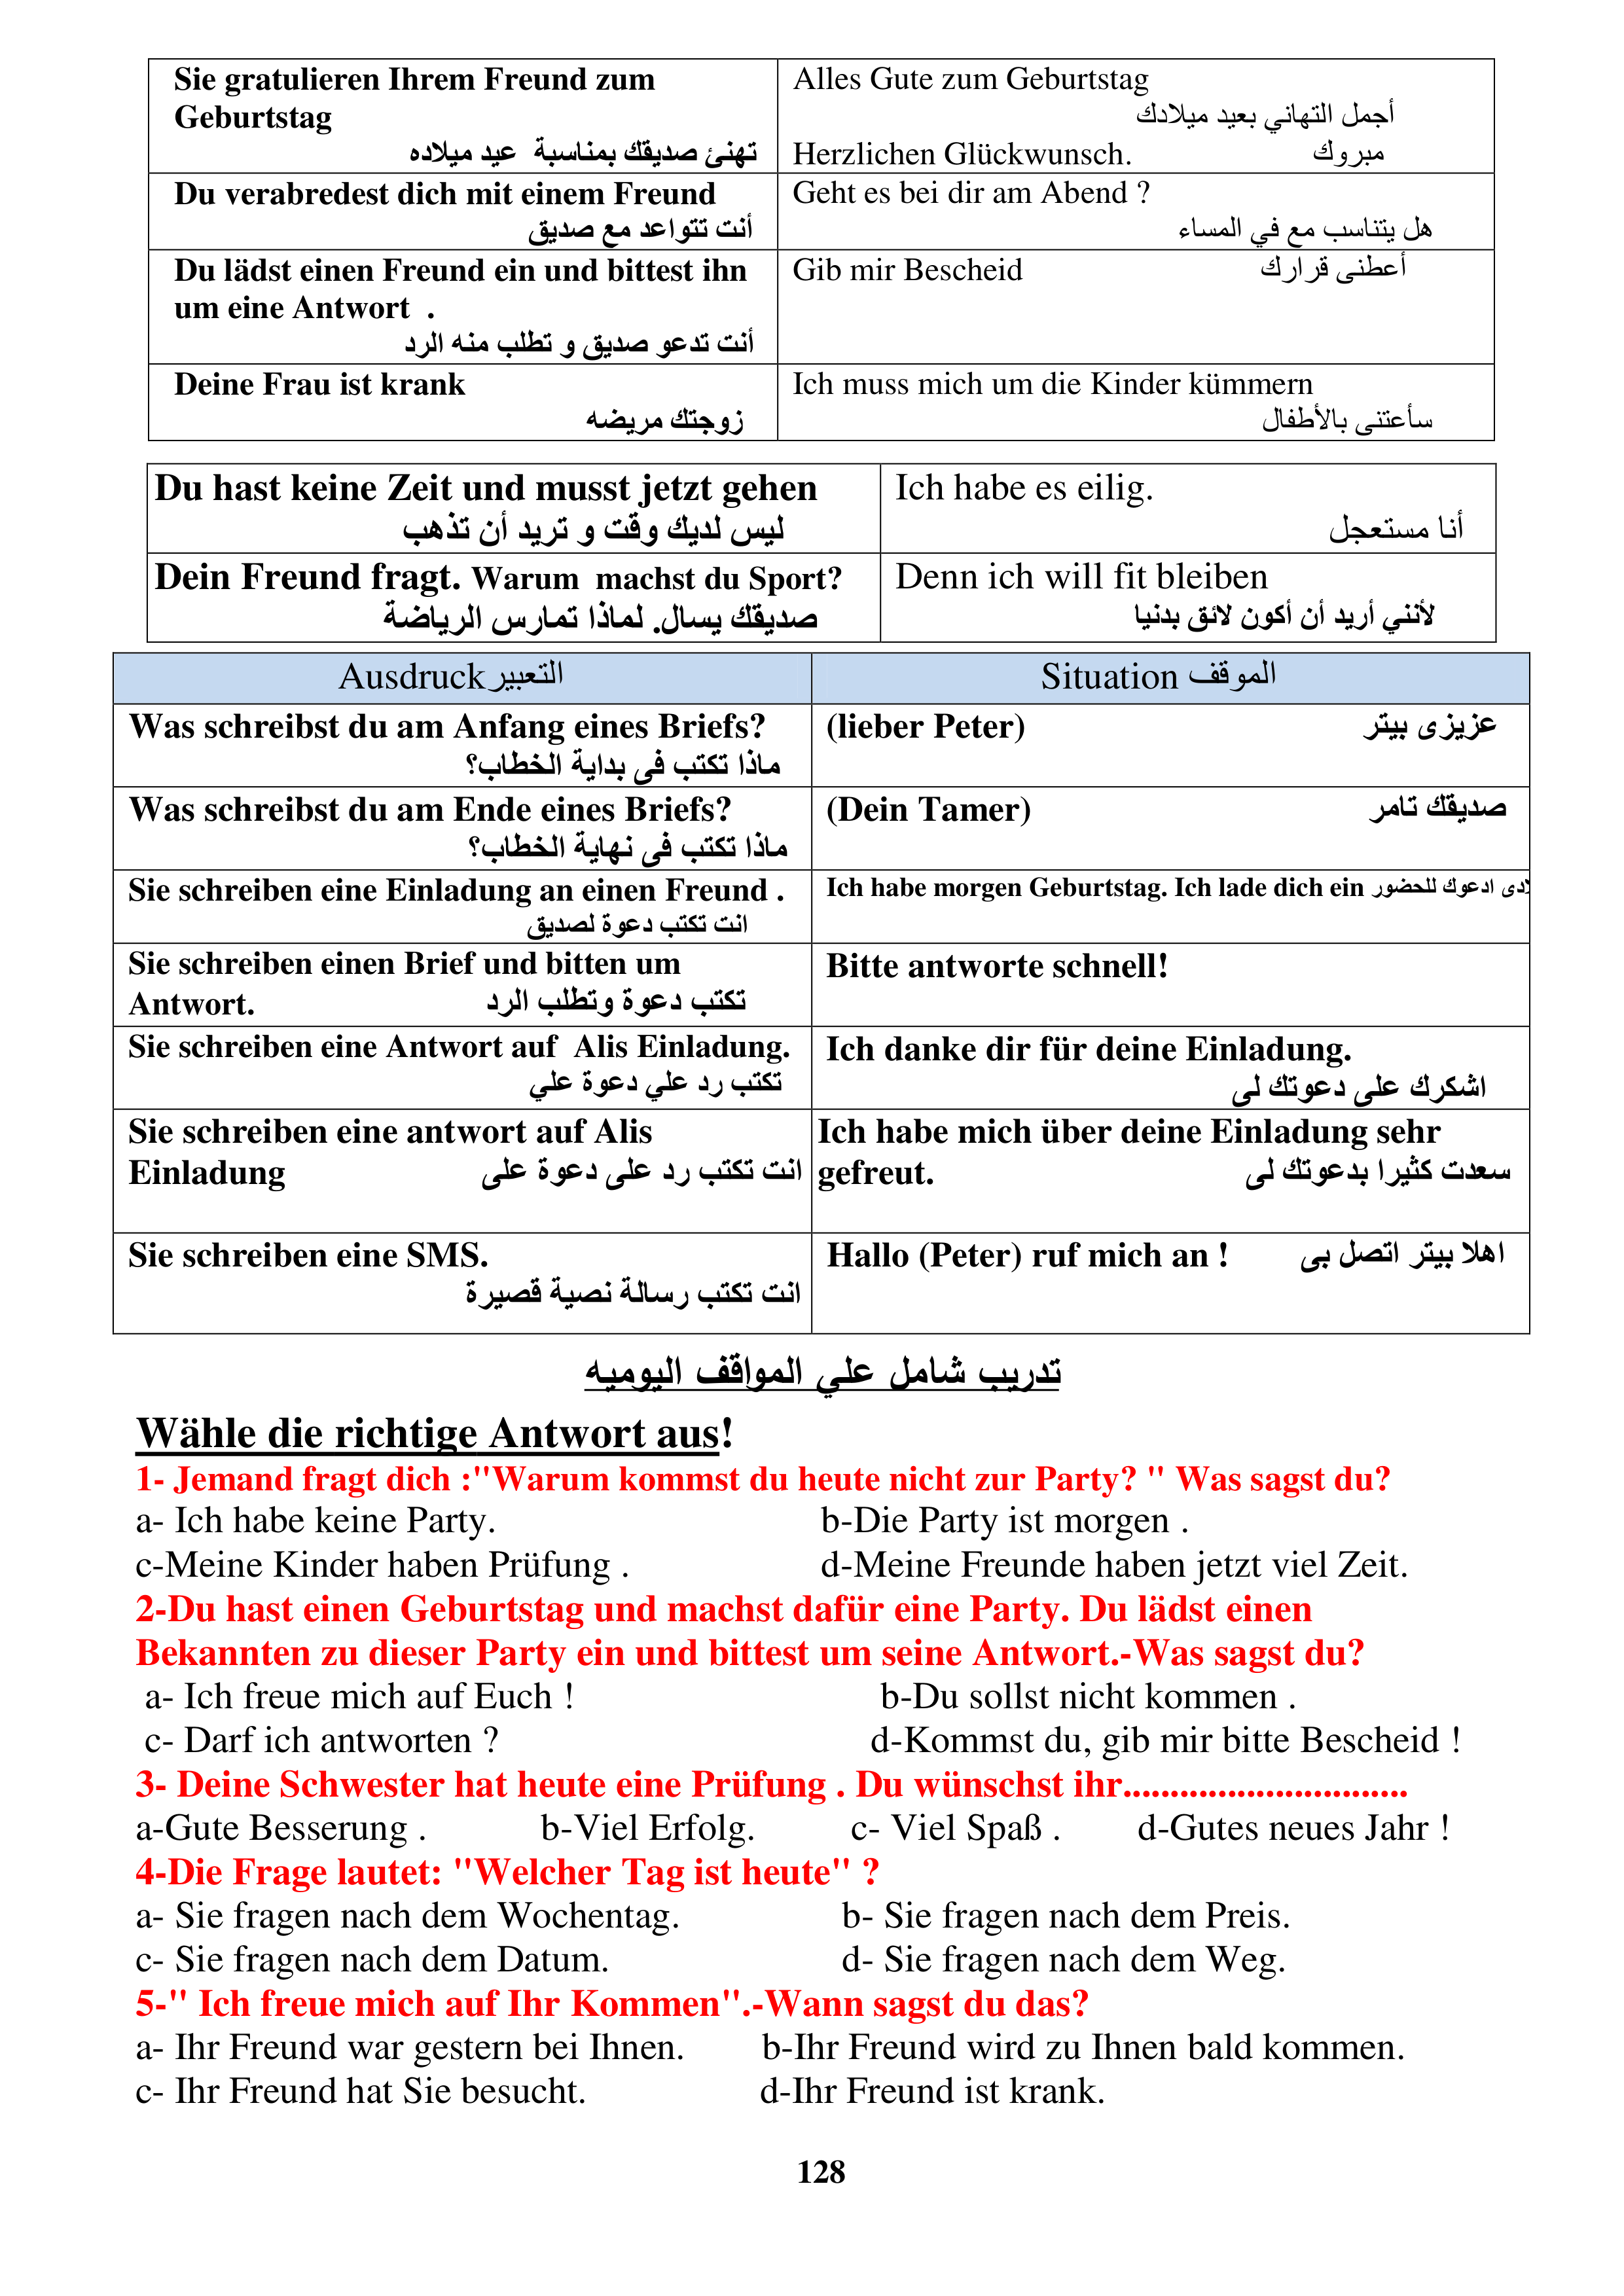 Sie gratulieren Ihrem Freund zum
Geburtstag
تهنئ صديقك بمناسبة عيد ميلاده
Alles Gute zum Geburtstag
أجمل التهاني بعيد ميلادك
Herzlichen Glückwunsch. مبروك
Du verabredest dich mit einem Freund
أنت تتواعد مع صديق
Geht es bei dir am Abend ?
هل يتناسب مع في المساء
Du lädst einen Freund ein und bittest ihn
um eine Antwort .
أنت تدعو صديق و تطلب منه الرد
Gib mir Bescheid أعطنى قرارك
Deine Frau ist krank
زوجتك مريضه
Ich muss mich um die Kinder kümmern
سأعتنى بالأطفال
Du hast keine Zeit und musst jetzt gehen
ليس لديك وقت و تريد أن تذهب
Ich habe es eilig.
أنا مستعجل
Dein Freund fragt. Warum machst du Sport?
صديقك يسال. لماذا تمارس الرياضة
Denn ich will fit bleiben
لأنني أريد أن أكون لائق بدنيا
Ausdruck التعبير
Situation الموقف
Was schreibst du am Anfang eines Briefs?
ماذا تكتب فى بداية الخطاب؟
(lieber Peter) عزيزى بيتر
Was schreibst du am Ende eines Briefs?
ماذا تكتب فى نهاية الخطاب؟
(Dein Tamer) صديقك تامر
Sie schreiben eine Einladung an einen Freund .
انت تكتب دعوة لصديق
Ich habe morgen Geburtstag. Ich lade dich ein ادعوك للحضور
Sie schreiben einen Brief und bitten um
Antwort. تكتب دعوة وتطلب الرد
Bitte antworte schnell!
Sie schreiben eine Antwort auf Alis Einladung.
تكتب رد علي دعوة علي
Ich danke dir für deine Einladung.
اشكرك على دعوتك لى
Sie schreiben eine antwort auf Alis
Einladung انت تكتب رد على دعوة على
Ich habe mich über deine Einladung sehr
gefreut. سعدت كثيرا بدعوتك لى
Sie schreiben eine SMS.
انت تكتب رسالة نصية قصيرة
Hallo (Peter) ruf mich an ! اهلا بيتر اتصل بى
تدريب شامل علي المواقف اليوميه
Wähle die richtige Antwort aus!
1- Jemand fragt dich :"Warum kommst du heute nicht zur Party? " Was sagst du?
a- Ich habe keine Party. b-Die Party ist morgen .
c-Meine Kinder haben Prüfung . d-Meine Freunde haben jetzt viel Zeit.
2-Du hast einen Geburtstag und machst dafür eine Party. Du lädst einen
Bekannten zu dieser Party ein und bittest um seine Antwort.-Was sagst du?
a- Ich freue mich auf Euch ! b-Du sollst nicht kommen .
c- Darf ich antworten ? d-Kommst du, gib mir bitte Bescheid !
3- Deine Schwester hat heute eine Prüfung . Du wünschst ihr..............................
a-Gute Besserung . b-Viel Erfolg. c- Viel Spaß . d-Gutes neues Jahr !
4-Die Frage lautet: "Welcher Tag ist heute" ?
a- Sie fragen nach dem Wochentag. b- Sie fragen nach dem Preis.
c- Sie fragen nach dem Datum. d- Sie fragen nach dem Weg.
5-" Ich freue mich auf Ihr Kommen".-Wann sagst du das?
a- Ihr Freund war gestern bei Ihnen. b-Ihr Freund wird zu Ihnen bald kommen.
c- Ihr Freund hat Sie besucht. d-Ihr Freund ist krank.
128